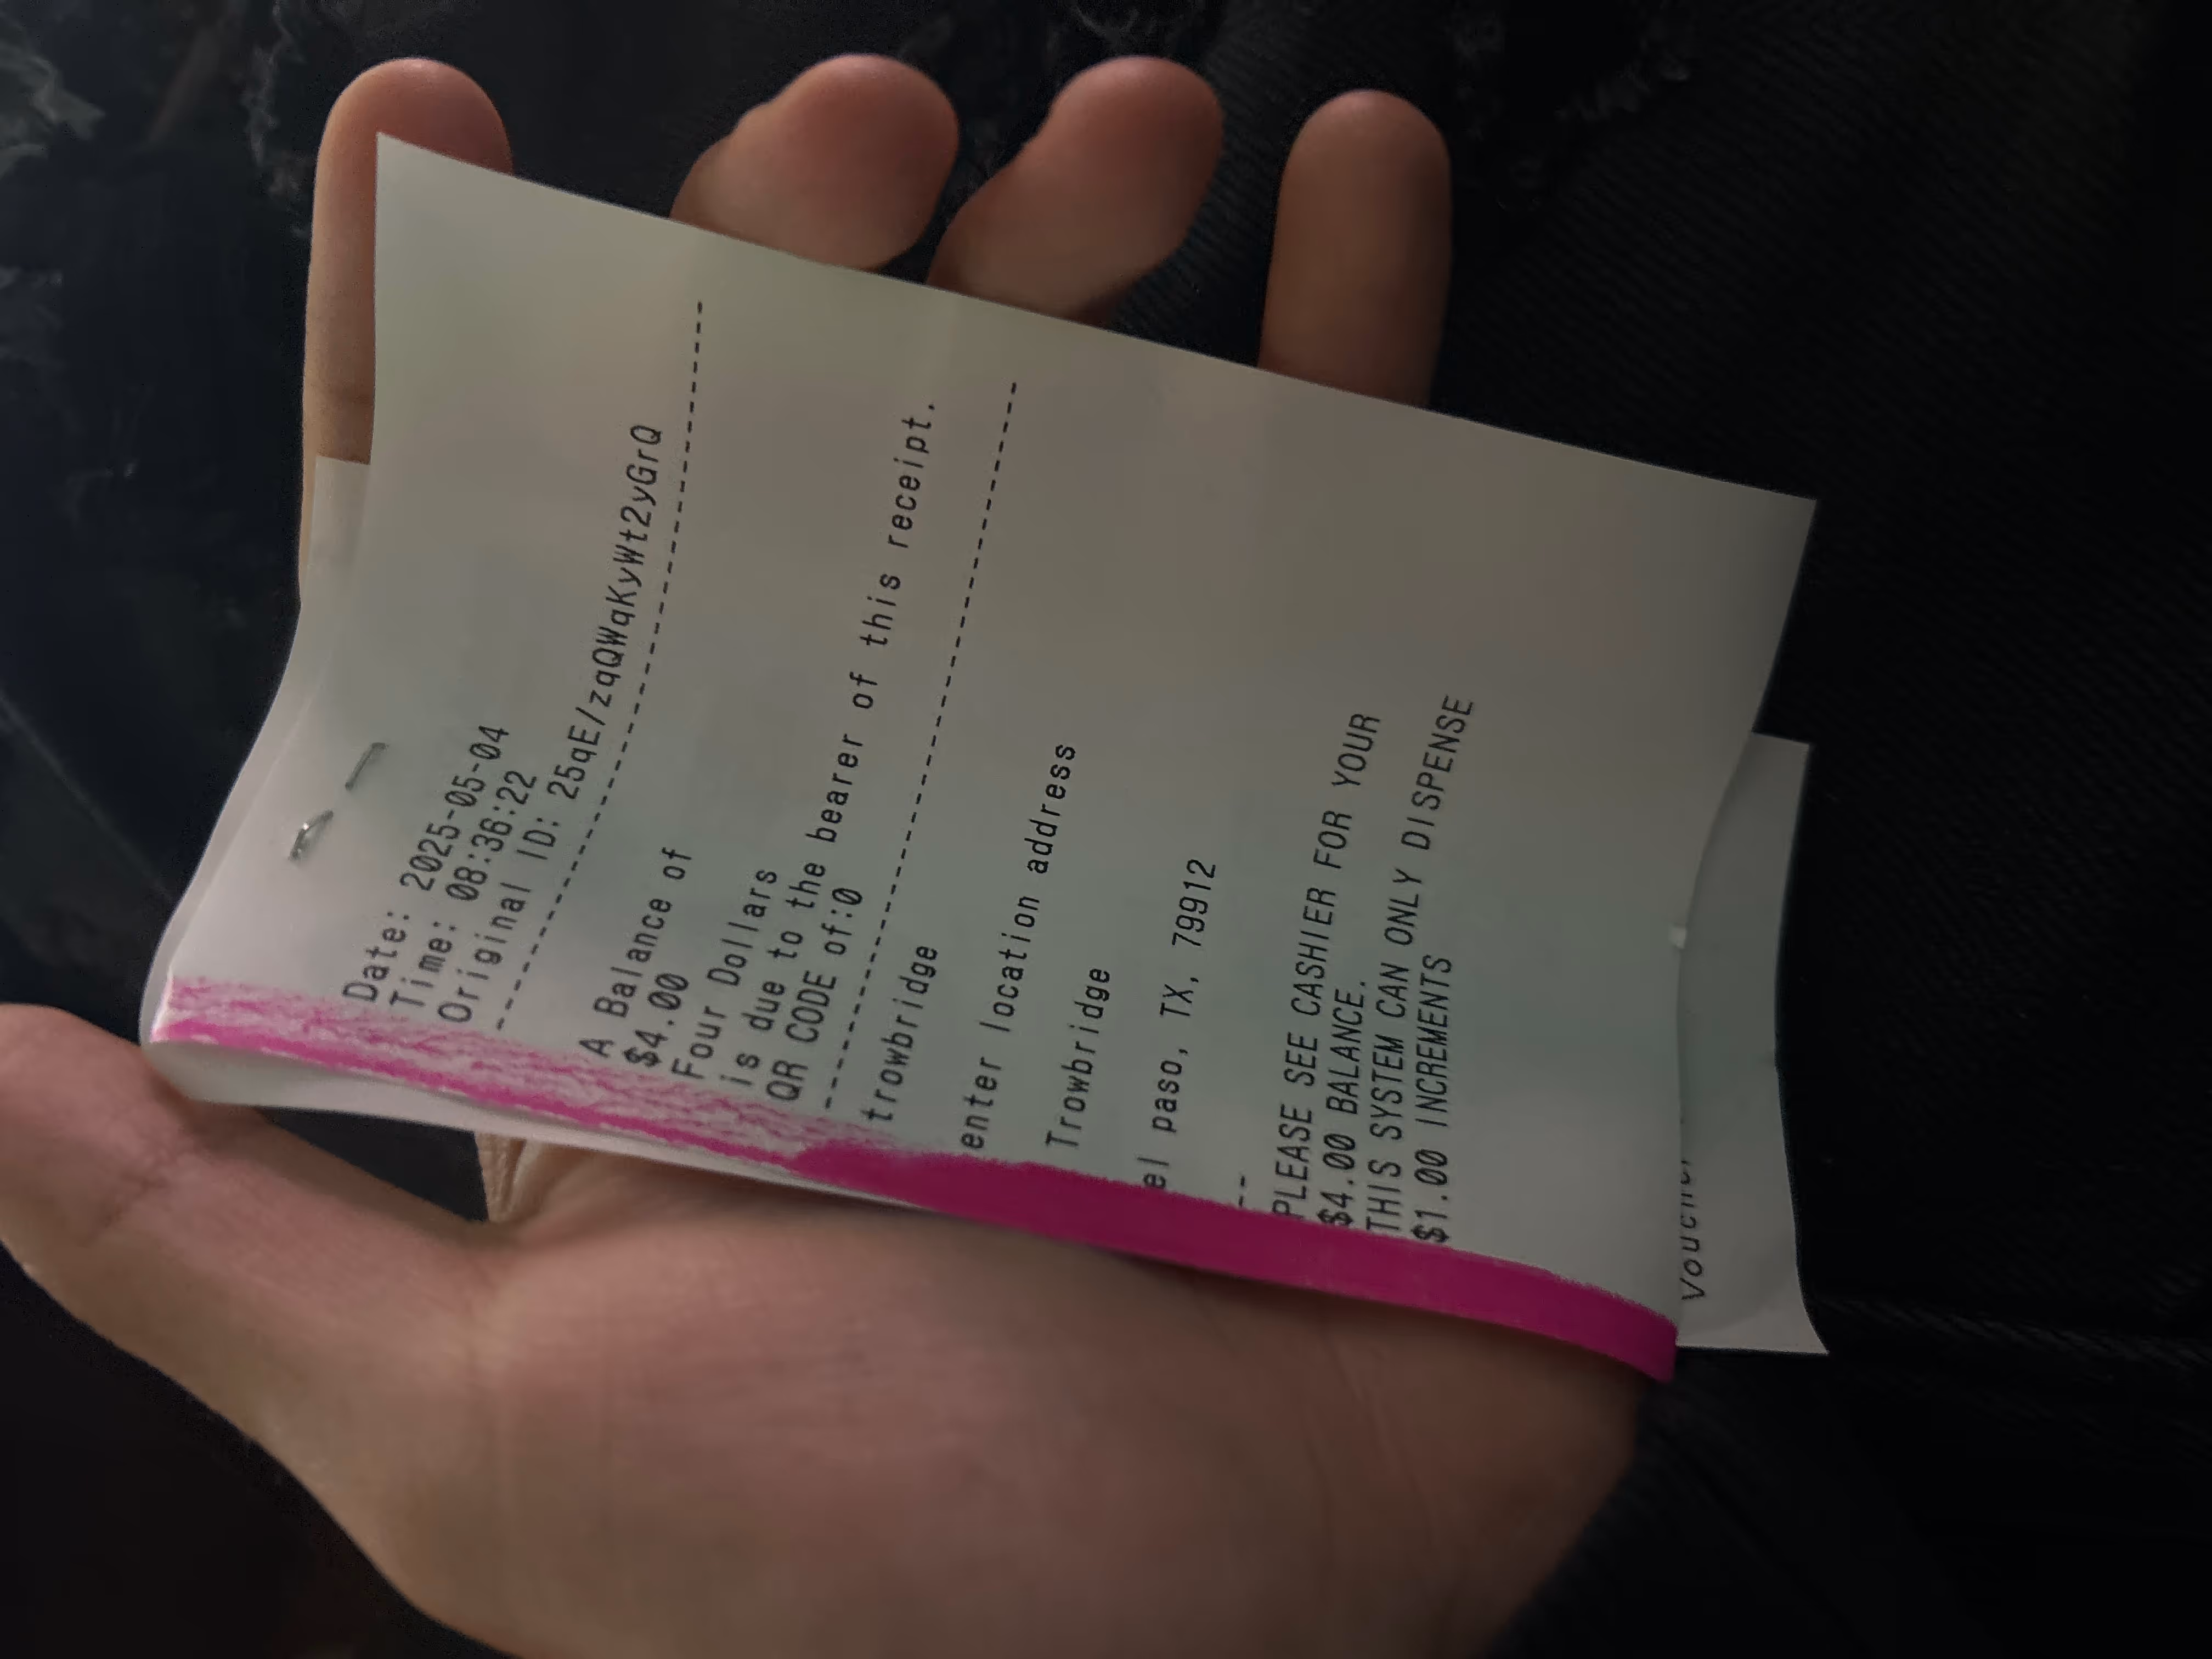 Date: 2025-05-04
Time: 08:36:22
Original ID: 25qE/zqQWqKyWt2yGrQ
A Balance of
$4.00
Four Dollars
is due to the bearer of this receipt.
QR CODE of:0
trowbridge
enter location address
Trowbridge
el paso, TX, 79912
--
PLEASE SEE CASHIER FOR YOUR
$4.00 BALANCE.
THIS SYSTEM CAN ONLY DISPENSE
$1.00 INCREMENTS
Voucher